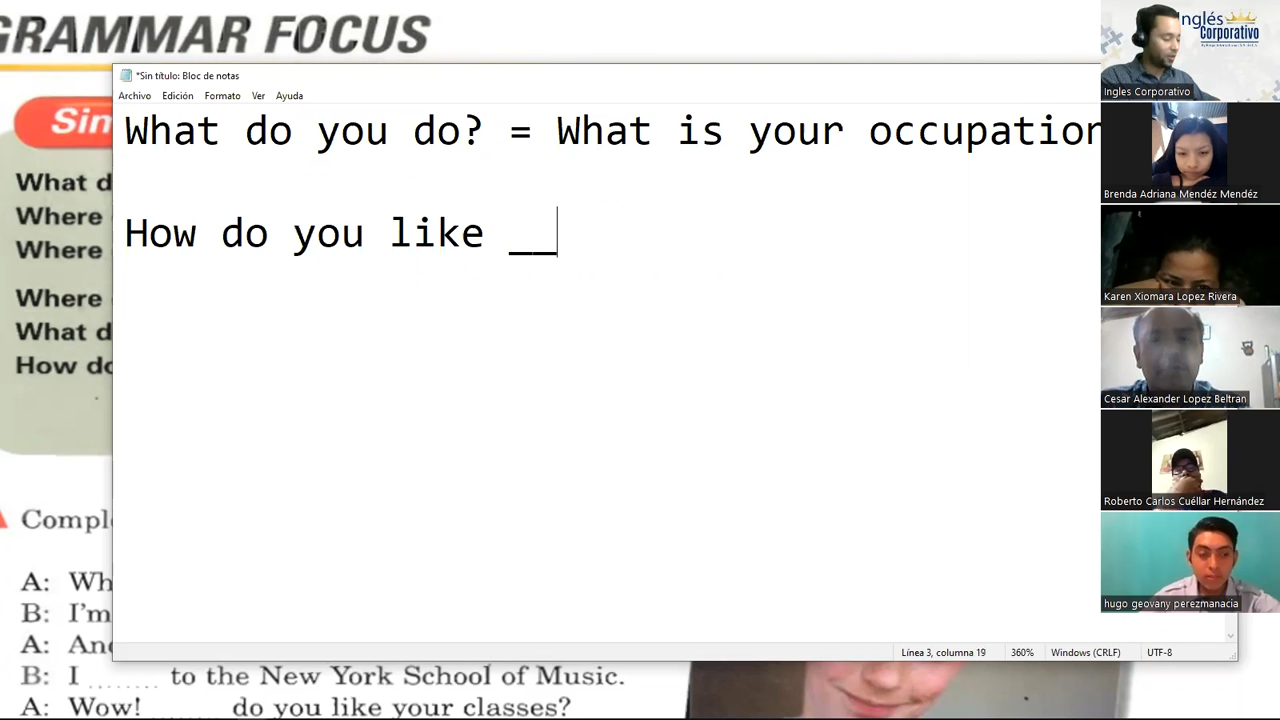 GRAMMAR FOCUS
*Sin título: Bloc de notas
Archivo Edición Formato Ver Ayuda
What do you do? = What is your occupation
How do you like __
Sim
What d
Where
Where
Where
What d
How do
Compl
A: Wh
B: I'm
A: And
B: I ........ to the New York School of Music.
A: Wow! ........ do you like your classes?
Línea 3, columna 19 360% Windows (CRLF) UTF-8
Inglés
Corporativo
Ingles Corporativo
Brenda Adriana Mendéz Mendéz
Karen Xiomara Lopez Rivera
Cesar Alexander Lopez Beltran
Roberto Carlos Cuéllar Hernández
hugo geovany perezmanacia